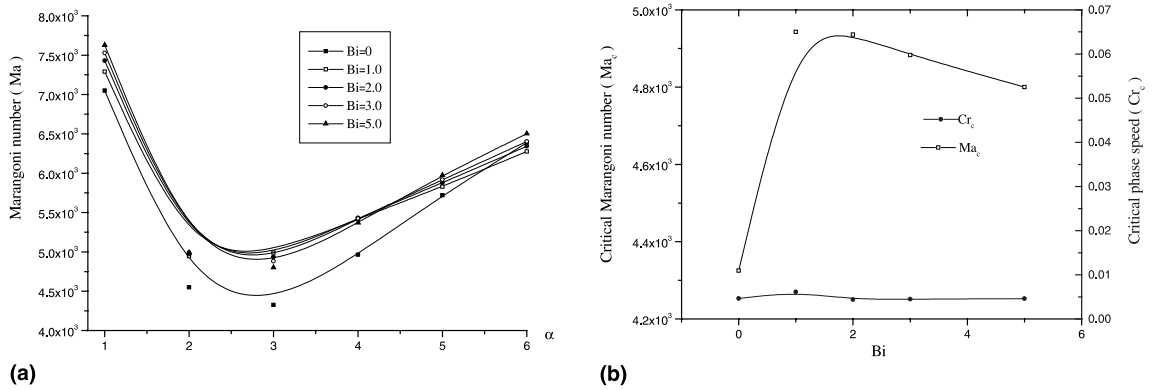 8.0x10³
7.5x10³
7.0x10³
6.5x10³
6.0x10³
5.5x10³
5.0x10³
4.5x10³
4.0x10³
Marangoni number ( Ma )
Bi=0
Bi=1.0
Bi=2.0
Bi=3.0
Bi=5.0
1 2 3 4 5 6
α
(a)
5.0x10³
4.8x10³
4.6x10³
4.4x10³
4.2x10³
Critical Marangoni number ( Ma_c )
Cr_c
Ma_c
0.07
0.06
0.05
0.04
0.03
0.02
0.01
0.00
Critical phase speed ( Cr_c )
0 2 4 6
Bi
(b)